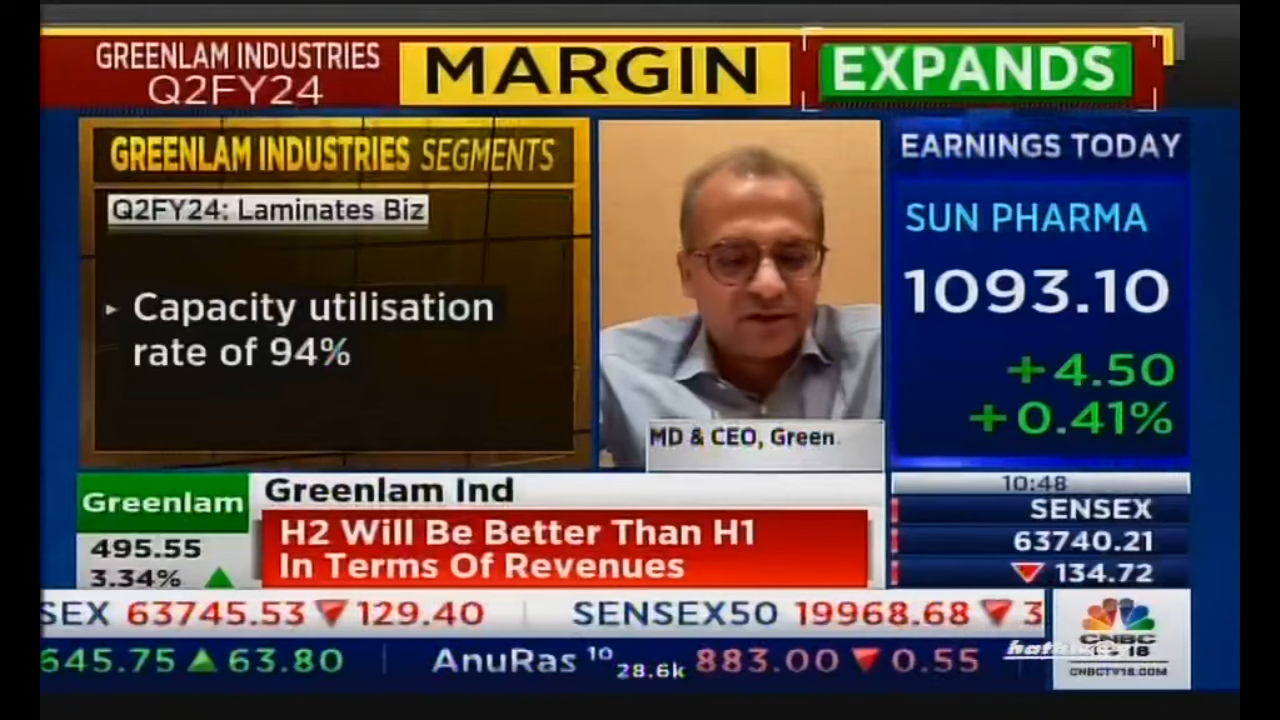 GREENLAM INDUSTRIES
Q2FY24
MARGIN
EXPANDS
GREENLAM INDUSTRIES SEGMENTS
Q2FY24: Laminates Biz
Capacity utilisation
rate of 94%
MD & CEO, Green
EARNINGS TODAY
SUN PHARMA
1093.10
+4.50
+0.41%
Greenlam
495.55
3.34%
Greenlam Ind
H2 Will Be Better Than H1
In Terms Of Revenues
10:48
SENSEX
63740.21
134.72
SEX 63745.53 129.40 SENSEX50 19968.68 3
645.75 63.80 AnuRas 10 28.6k 883.00 0.55
CNBC
18
CNBCTV18.COM